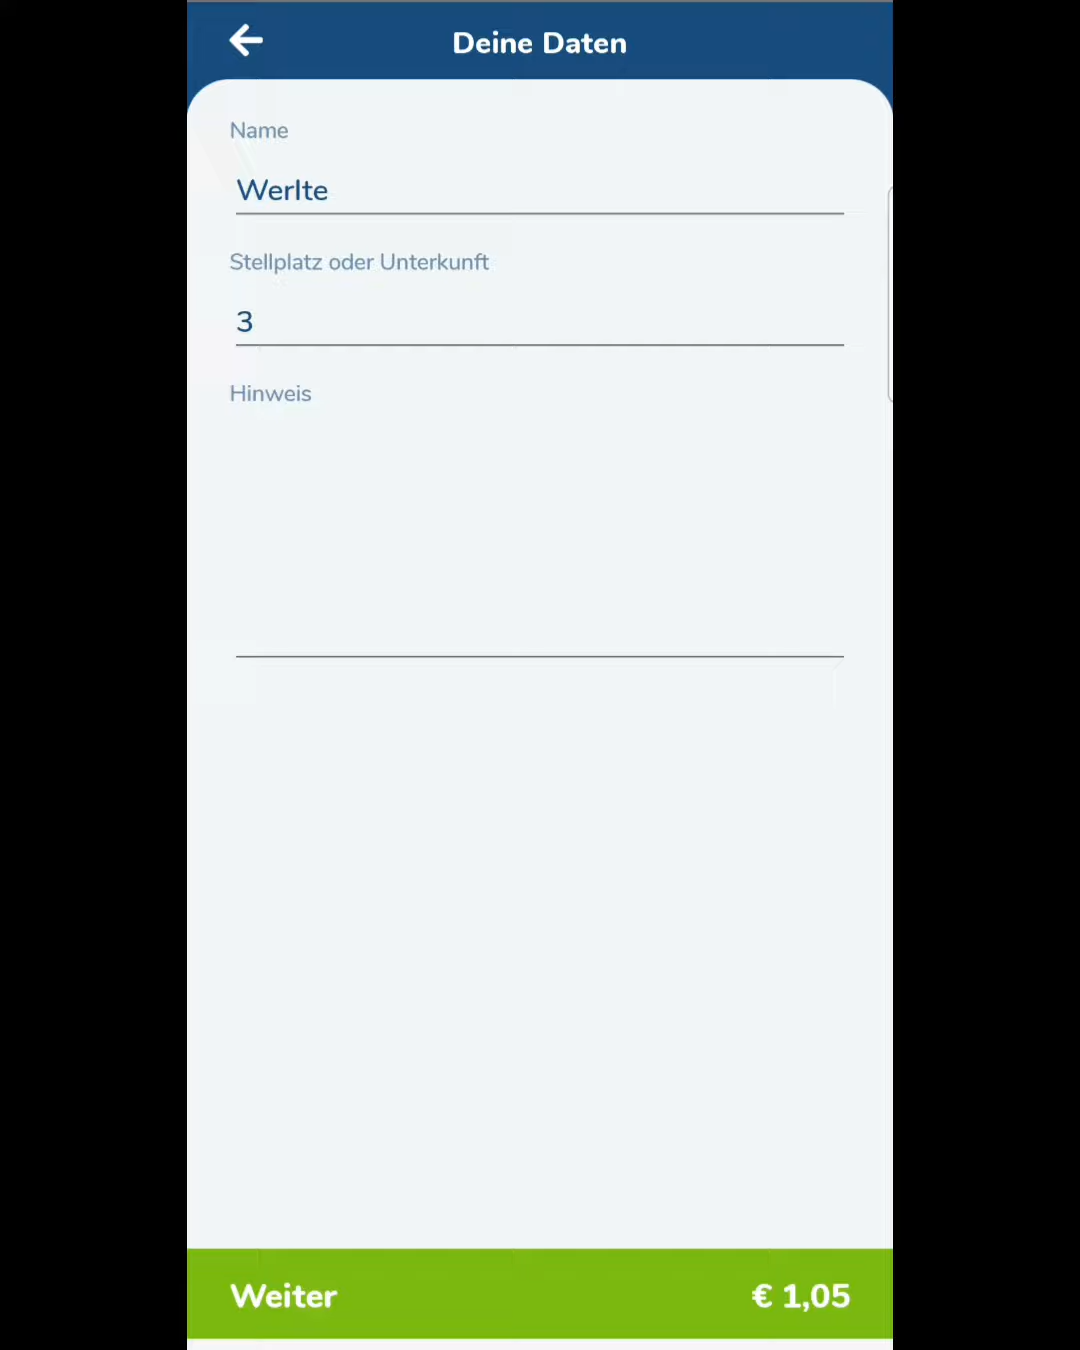 Deine Daten
Name
Werlte
Stellplatz oder Unterkunft
3
Hinweis
Weiter € 1,05